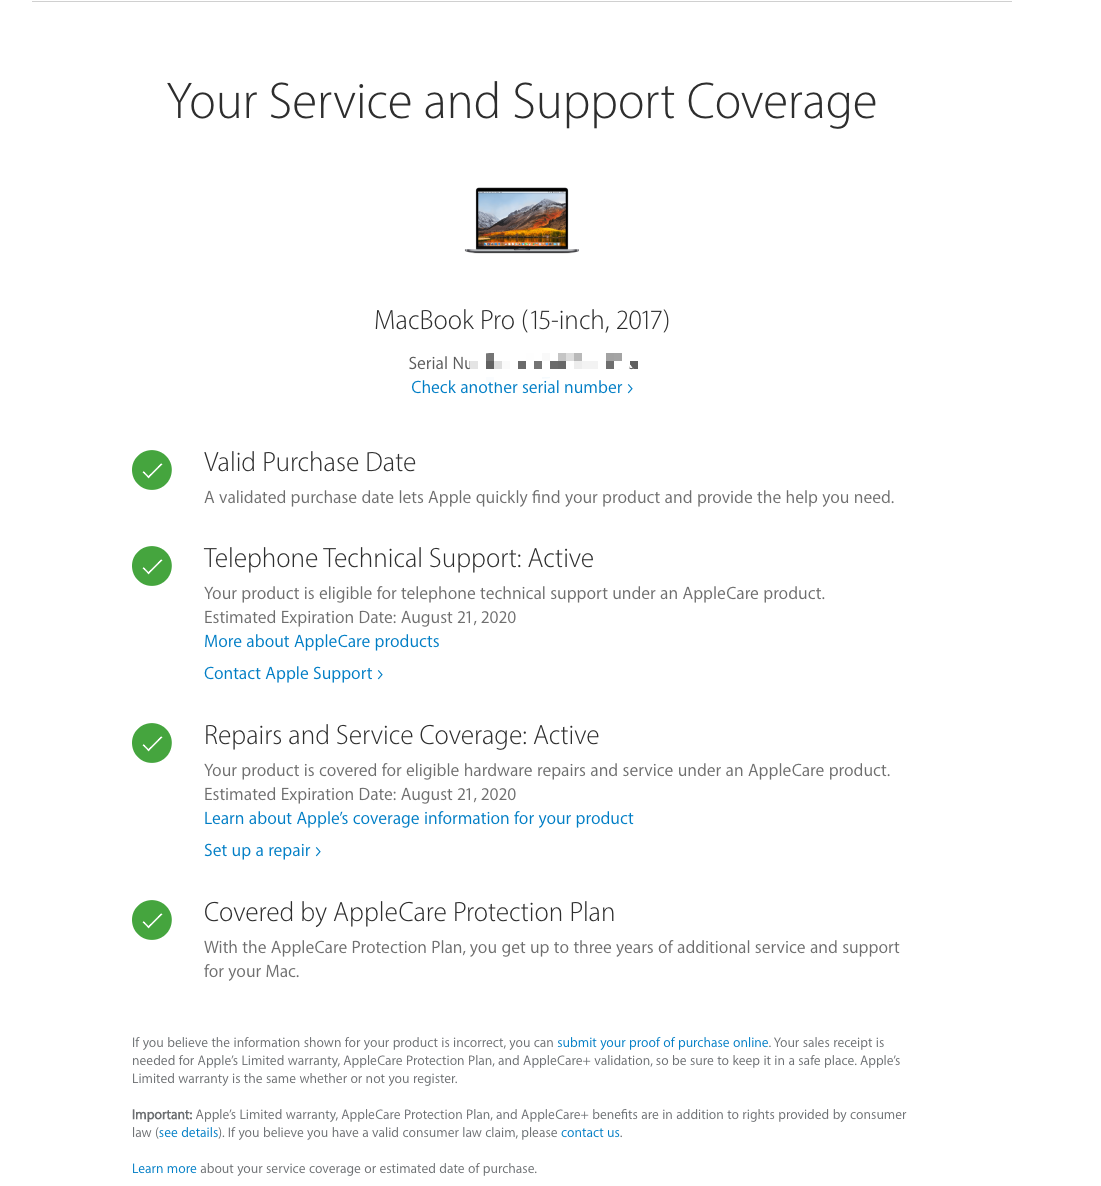 Your Service and Support Coverage
MacBook Pro (15-inch, 2017)
Serial
Check another serial number ›
Valid Purchase Date
A validated purchase date lets Apple quickly find your product and provide the help you need.
Telephone Technical Support: Active
Your product is eligible for telephone technical support under an AppleCare product.
Estimated Expiration Date: August 21, 2020
More about AppleCare products
Contact Apple Support ›
Repairs and Service Coverage: Active
Your product is covered for eligible hardware repairs and service under an AppleCare product.
Estimated Expiration Date: August 21, 2020
Learn about Apple’s coverage information for your product
Set up a repair ›
Covered by AppleCare Protection Plan
With the AppleCare Protection Plan, you get up to three years of additional service and support
for your Mac.
If you believe the information shown for your product is incorrect, you can submit your proof of purchase online. Your sales receipt is
needed for Apple’s Limited warranty, AppleCare Protection Plan, and AppleCare+ validation, so be sure to keep it in a safe place. Apple’s
Limited warranty is the same whether or not you register.
Important: Apple’s Limited warranty, AppleCare Protection Plan, and AppleCare+ benefits are in addition to rights provided by consumer
law (see details). If you believe you have a valid consumer law claim, please contact us.
Learn more about your service coverage or estimated date of purchase.